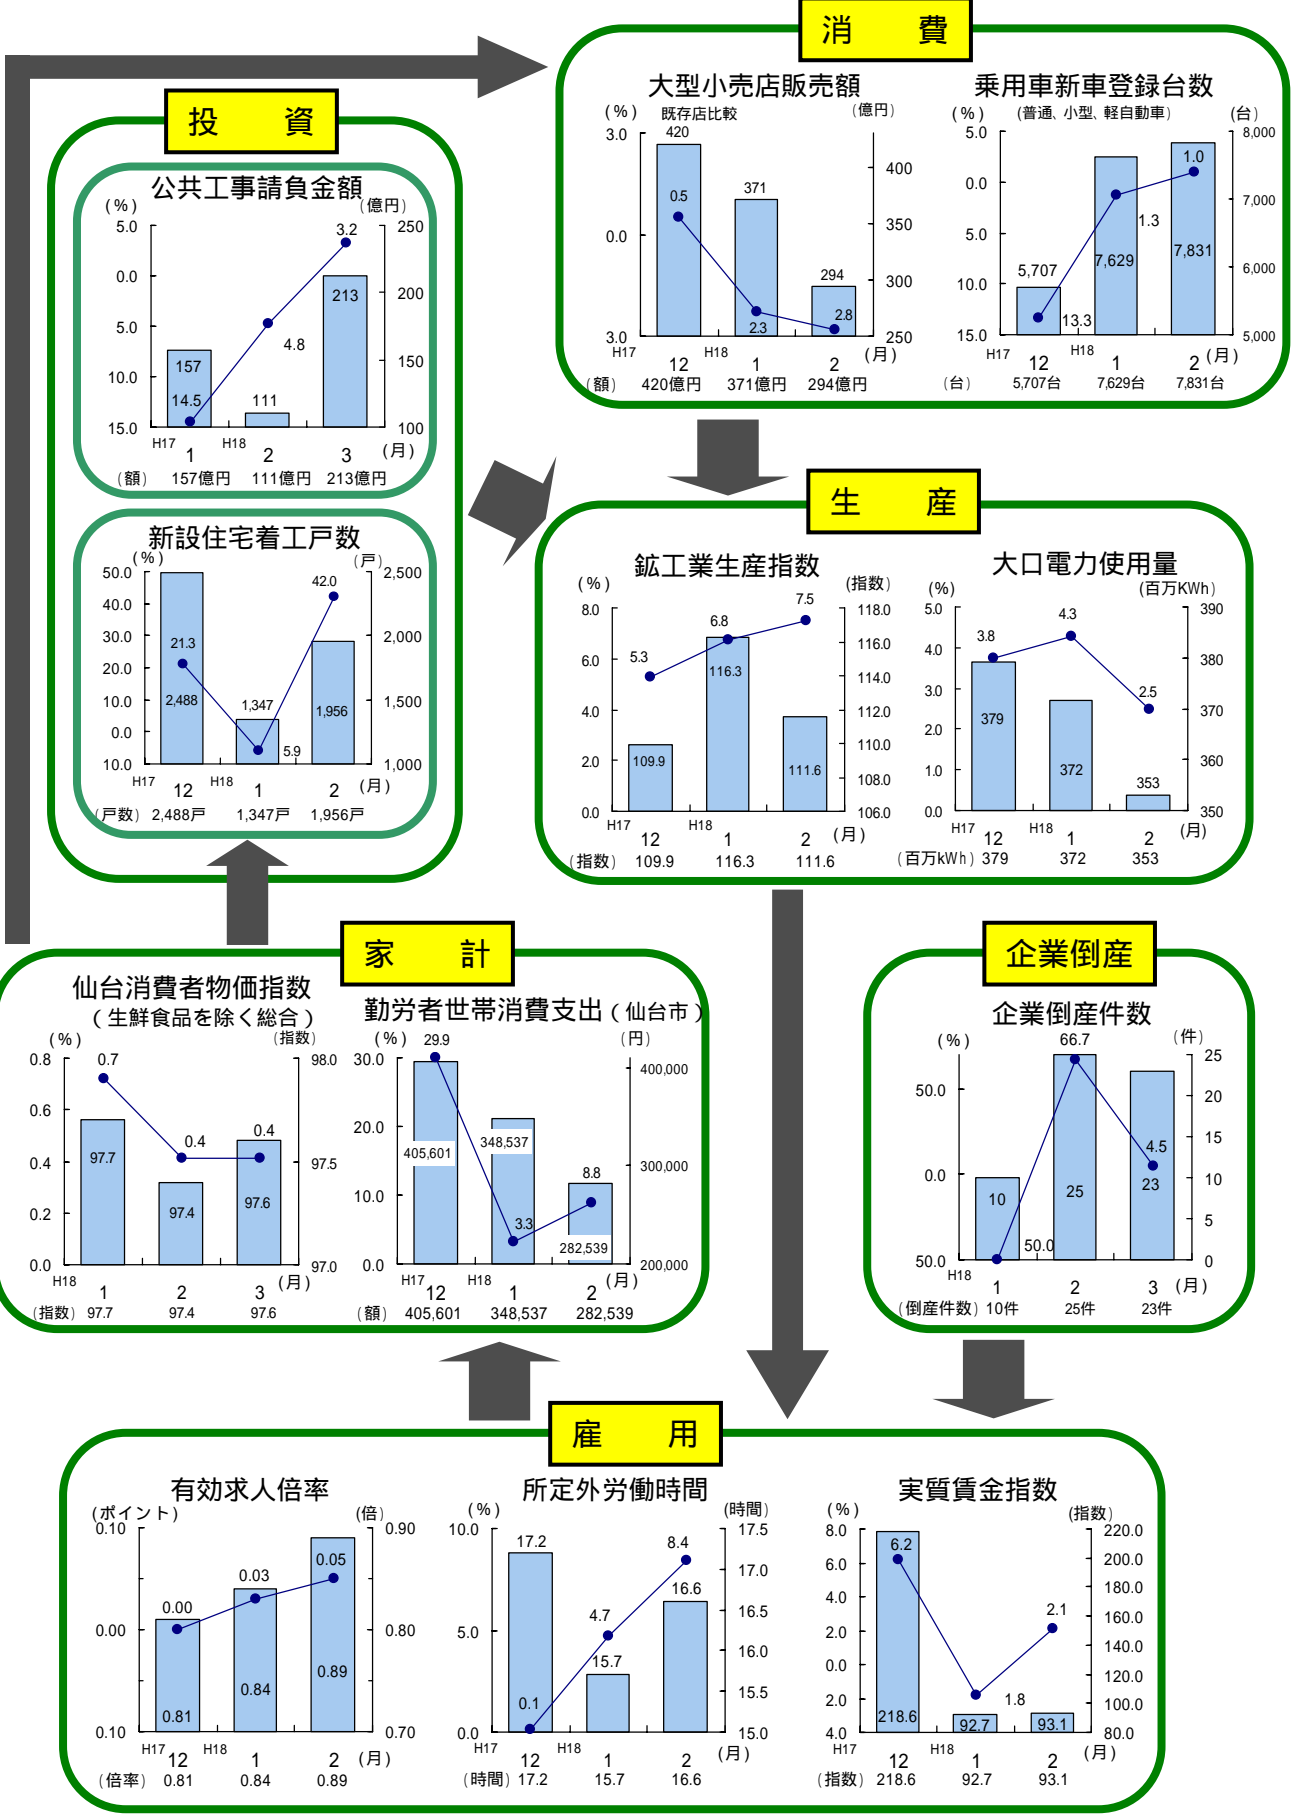 消　　費
大型小売店販売額
(%) 既存店比較 (億円)
3.0 420
400
0.5 371
350
0.0
300
294
2.3 2.8
3.0 250
H17 12 H18 1 2 (月)
(額) 420億円 371億円 294億円
乗用車新車登録台数
(%) (普通、小型、軽自動車) (台)
5.0 8,000
1.0
0.0
7,000
1.3
5.0
7,629 7,831
5,707 6,000
10.0
13.3
15.0 5,000
H17 12 H18 1 2 (月)
(台) 5,707台 7,629台 7,831台
投　　資
公共工事請負金額
(%) (億円)
5.0 3.2 250
0.0
213 200
5.0
4.8
157 150
10.0
14.5 111
15.0 100
H17 1 H18 2 3 (月)
(額) 157億円 111億円 213億円
新設住宅着工戸数
(%) (戸)
50.0 42.0 2,500
40.0
30.0 21.3 2,000
20.0
10.0 2,488 1,347 1,956 1,500
0.0
5.9
10.0 1,000
H17 12 H18 1 2 (月)
(戸数) 2,488戸 1,347戸 1,956戸
生　　産
鉱工業生産指数
(%) (指数)
8.0 7.5 118.0
6.8 116.0
6.0 5.3 116.3 114.0
4.0 112.0
110.0
2.0 109.9 111.6 108.0
0.0 106.0
H17 12 H18 1 2 (月)
(指数) 109.9 116.3 111.6
大口電力使用量
(%) (百万KWh)
5.0 4.3 390
4.0 3.8 380
3.0 2.5
379 370
2.0
372 353 360
1.0
0.0 350
H17 12 H18 1 2 (月)
(百万kWh) 379 372 353
家　　計
仙台消費者物価指数
(生鮮食品を除く総合)
(%) (指数)
0.8 0.7 98.0
0.6
0.4 0.4
0.4 97.7 97.5
97.4 97.6
0.2
0.0 97.0
H18 1 2 3 (月)
(指数) 97.7 97.4 97.6
勤労者世帯消費支出(仙台市)
(%) 29.9 (円)
30.0 400,000
20.0
405,601 348,537
8.8 300,000
10.0
3.3
282,539
0.0 200,000
H17 12 H18 1 2 (月)
(額) 405,601 348,537 282,539
企業倒産
企業倒産件数
(%) 66.7 (件)
25
50.0 20
15
4.5
0.0 10
10 25 23
5
50.0
50.0 0
H18 1 2 3 (月)
(倒産件数) 10件 25件 23件
雇　　用
有効求人倍率
(ポイント) (倍)
0.10 0.90
0.05
0.03
0.00
0.00 0.80
0.89
0.84
0.81
0.10 0.70
H17 12 H18 1 2 (月)
(倍率) 0.81 0.84 0.89
所定外労働時間
(%) (時間)
10.0 17.5
17.2 8.4
17.0
16.6
4.7 16.5
5.0
15.7 16.0
0.1 15.5
0.0 15.0
H17 12 H18 1 2 (月)
(時間) 17.2 15.7 16.6
実質賃金指数
(%) (指数)
8.0 220.0
6.2 200.0
6.0
180.0
4.0
2.1 160.0
2.0
140.0
0.0
120.0
2.0 1.8 100.0
218.6 92.7 93.1
4.0 80.0
H17 12 H18 1 2 (月)
(指数) 218.6 92.7 93.1